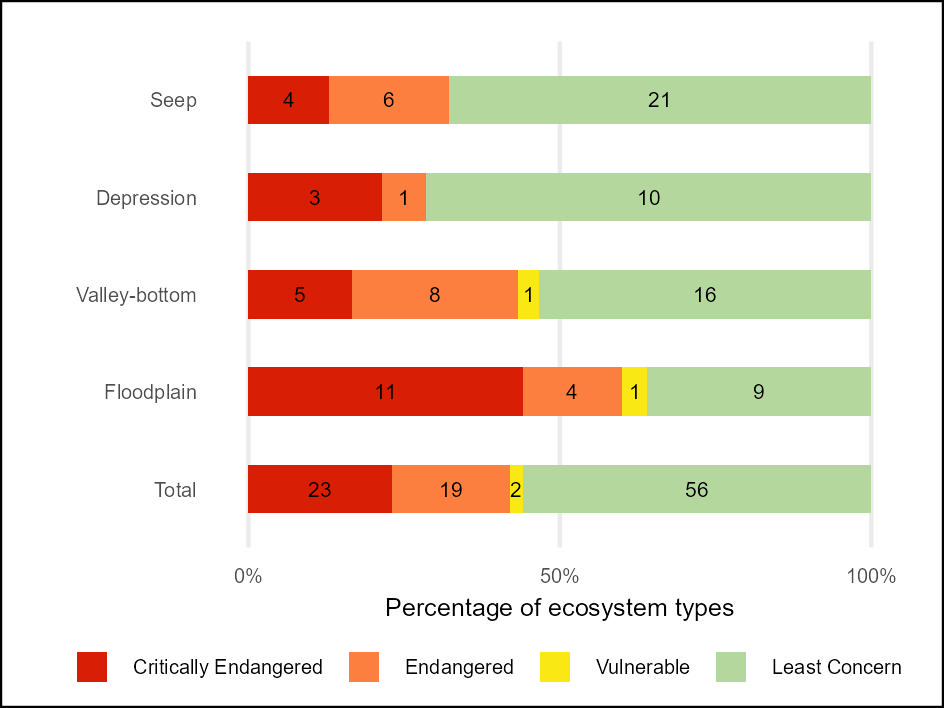 Seep 4 6 21
Depression 3 1 10
Valley-bottom 5 8 1 16
Floodplain 11 4 1 9
Total 23 19 2 56
0% 50% 100%
Percentage of ecosystem types
Critically Endangered Endangered Vulnerable Least Concern